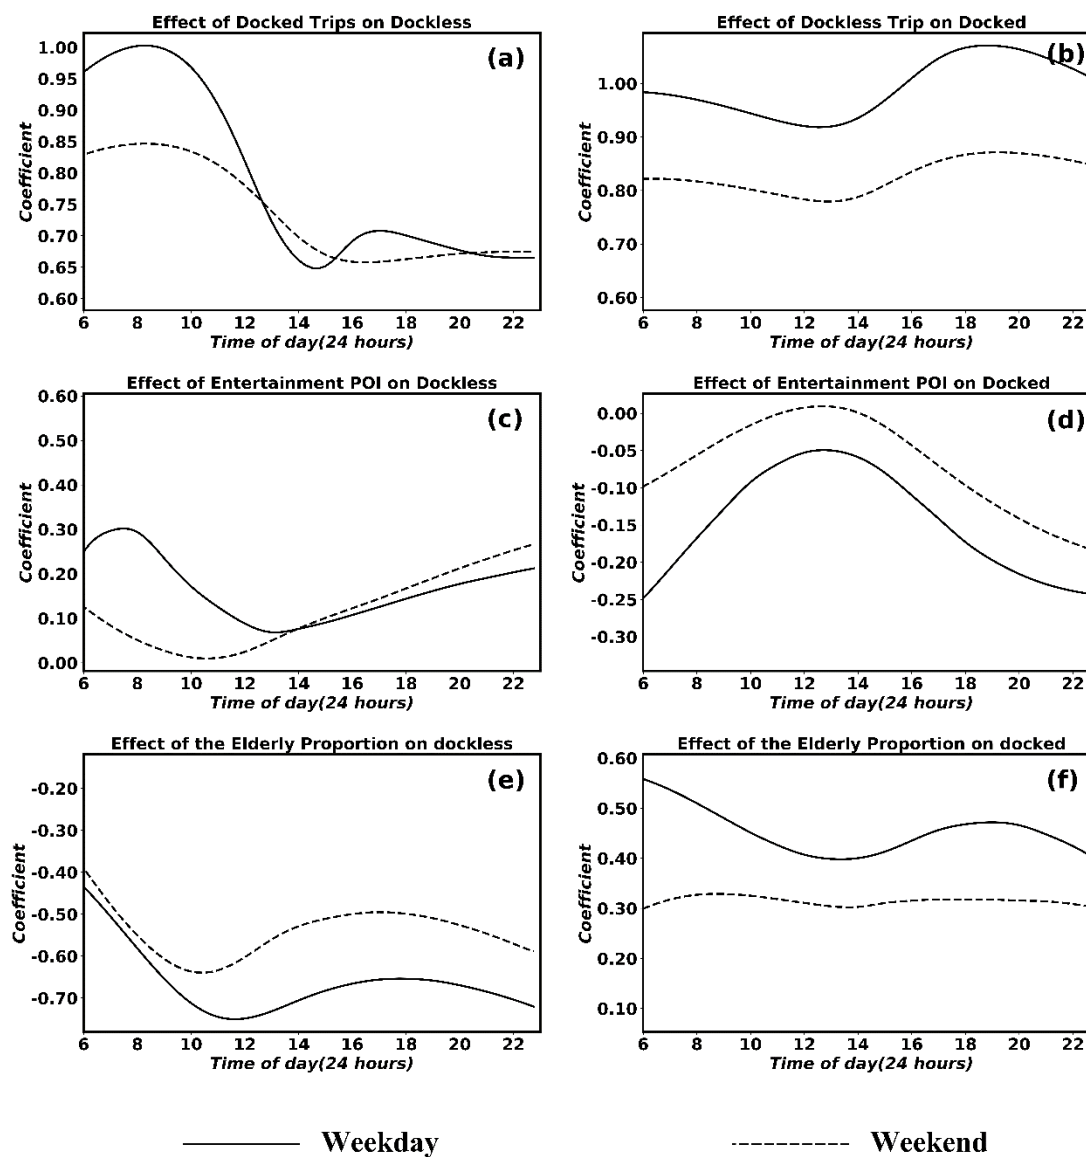 Effect of Docked Trips on Dockless
(a)
Coefficient
1.00
0.95
0.90
0.85
0.80
0.75
0.70
0.65
0.60
6 8 10 12 14 16 18 20 22
Time of day(24 hours)
Effect of Dockless Trip on Docked
(b)
Coefficient
1.00
0.90
0.80
0.70
0.60
6 8 10 12 14 16 18 20 22
Time of day(24 hours)
Effect of Entertainment POI on Dockless
(c)
Coefficient
0.60
0.50
0.40
0.30
0.20
0.10
0.00
6 8 10 12 14 16 18 20 22
Time of day(24 hours)
Effect of Entertainment POI on Docked
(d)
Coefficient
0.00
-0.05
-0.10
-0.15
-0.20
-0.25
-0.30
6 8 10 12 14 16 18 20 22
Time of day(24 hours)
Effect of the Elderly Proportion on dockless
(e)
Coefficient
-0.20
-0.30
-0.40
-0.50
-0.60
-0.70
6 8 10 12 14 16 18 20 22
Time of day(24 hours)
Effect of the Elderly Proportion on docked
(f)
Coefficient
0.60
0.50
0.40
0.30
0.20
0.10
6 8 10 12 14 16 18 20 22
Time of day(24 hours)
Weekday
Weekend